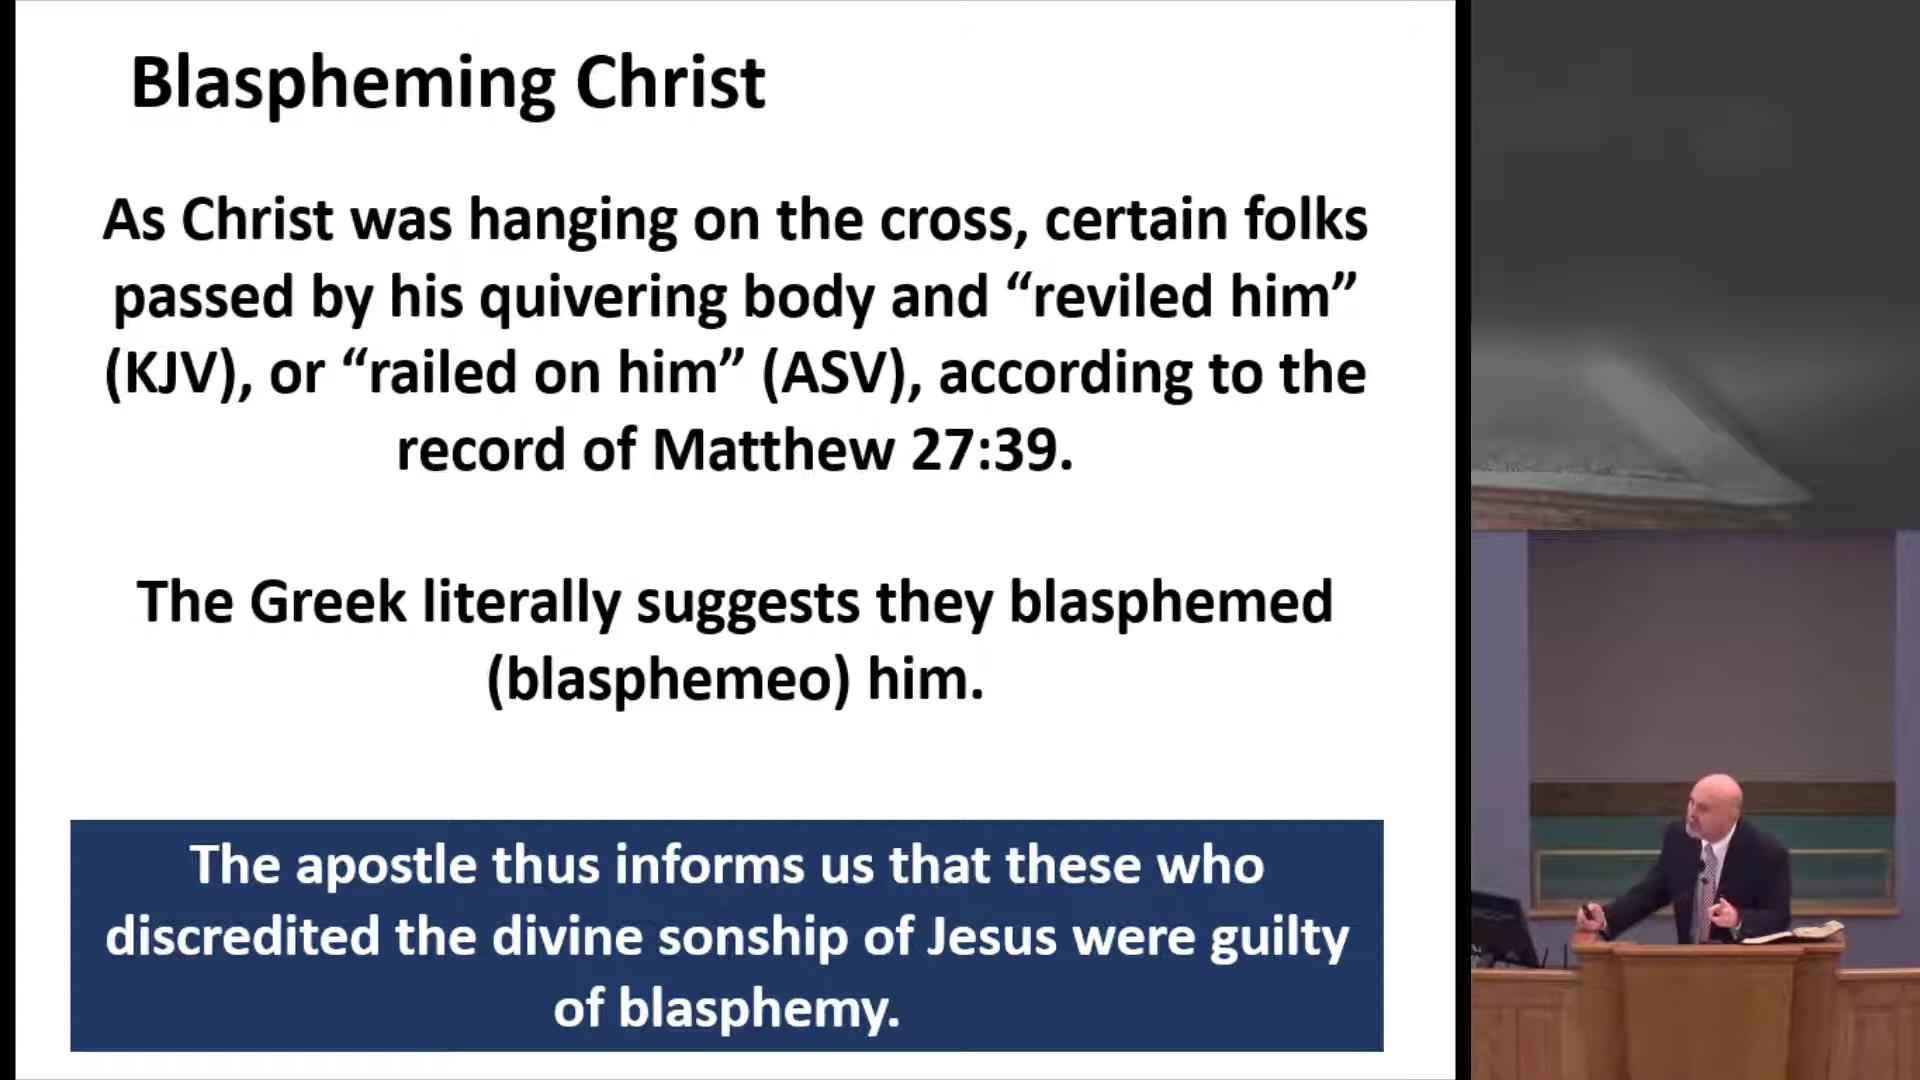 Blaspheming Christ
As Christ was hanging on the cross, certain folks
passed by his quivering body and “reviled him”
(KJV), or “railed on him” (ASV), according to the
record of Matthew 27:39.
The Greek literally suggests they blasphemed
(blasphemeo) him.
The apostle thus informs us that these who
discredited the divine sonship of Jesus were guilty
of blasphemy.